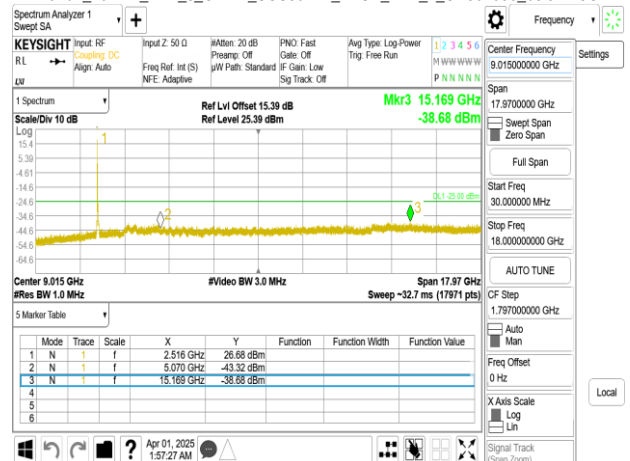 Spectrum Analyzer 1
Swept SA
Frequency
KEYSIGHT
RL
Input: RF
Coupling: DC
Align: Auto
Input Z: 50 Ω
Freq Ref: Int (S)
NFE: Adaptive
#Atten: 20 dB
Preamp: Off
µW Path: Standard
PNO: Fast
Gate: Off
IF Gain: Low
Sig Track: Off
Avg Type: Log-Power
Trig: Free Run
1 2 3 4 5 6
M W W W W W
P N N N N N
1 Spectrum
Scale/Div 10 dB
Ref Lvl Offset 15.39 dB
Ref Level 25.39 dBm
Mkr3 15.169 GHz
-38.68 dBm
Log
15.4
5.39
-4.61
-14.6
-24.6
-34.6
-44.6
-54.6
-64.6
1
2
3
DL1 -25.00 dBm
Center 9.015 GHz
#Res BW 1.0 MHz
#Video BW 3.0 MHz
Span 17.97 GHz
Sweep ~32.7 ms (17971 pts)
5 Marker Table
Mode Trace Scale X Y Function Function Width Function Value
1 N 1 f 2.516 GHz 26.68 dBm
2 N 1 f 5.070 GHz -43.32 dBm
3 N 1 f 15.169 GHz -38.68 dBm
4
5
6
Apr 01, 2025
1:57:27 AM
Center Frequency
9.015000000 GHz
Settings
Span
17.9700000 GHz
Swept Span
Zero Span
Full Span
Start Freq
30.000000 MHz
Stop Freq
18.000000000 GHz
AUTO TUNE
CF Step
1.797000000 GHz
Auto
Man
Freq Offset
0 Hz
X Axis Scale
Log
Lin
Local
Signal Track
(Span Zoom)